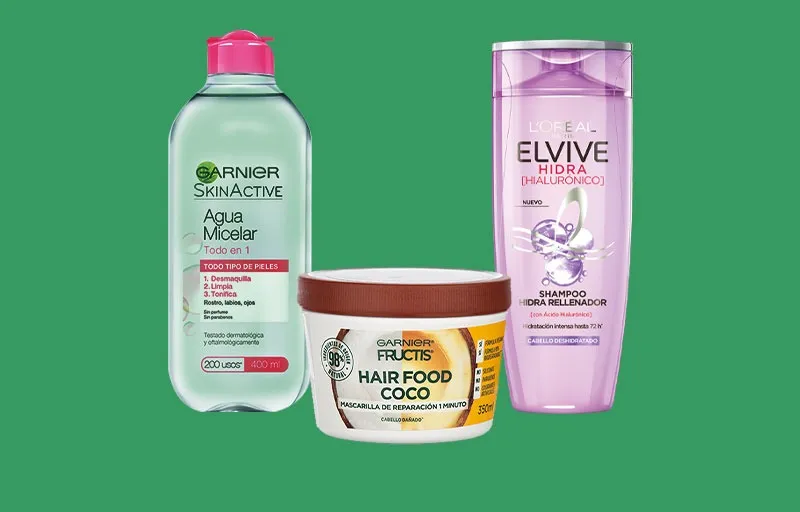 GARNIER
SKINACTIVE
Agua
Micelar
Todo en 1
TODO TIPO DE PIELES
1. Desmaquilla
2. Limpia
3. Tonifica
Rostro, labios, ojos
Sin perfume
Sin parabenos
Testado dermatológica
y oftalmológicamente
200 usos* 400 ml
GARNIER
FRUCTIS
98%
HAIR FOOD
COCO
MASCARILLA DE REPARACIÓN 1 MINUTO
CABELLO DAÑADO
350ml
L'ORÉAL
PARIS
ELVIVE
HIDRA
[HIALURÓNICO]
NUEVO
SHAMPOO
HIDRA RELLENADOR
[con Ácido Hialurónico]
Hidratación intensa hasta 72 h
CABELLO DESHIDRATADO